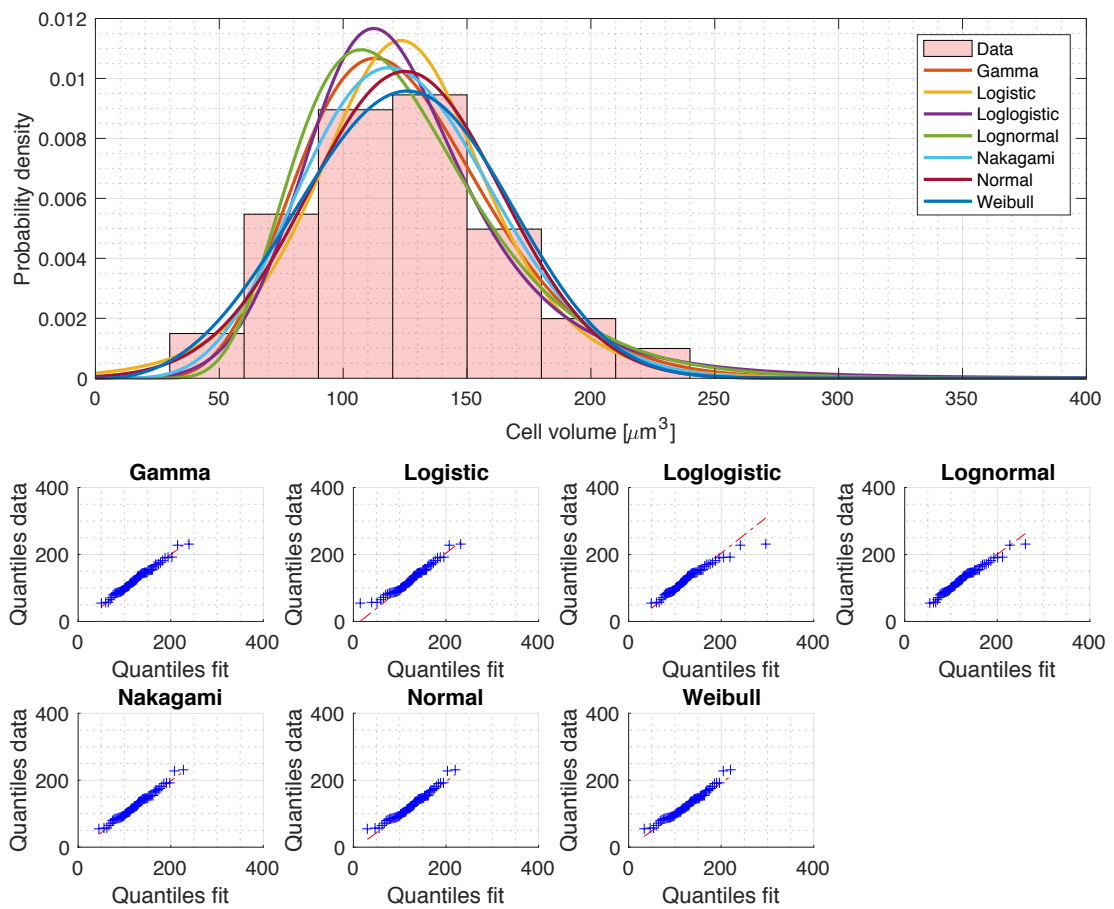 0.012
0.01
0.008
0.006
0.004
0.002
0
Probability density
0 50 100 150 200 250 300 350 400
Cell volume [μm³]
Data
Gamma
Logistic
Loglogistic
Lognormal
Nakagami
Normal
Weibull
Gamma
Quantiles data
400
200
0
0 200 400
Quantiles fit
Logistic
Quantiles data
400
200
0
0 200 400
Quantiles fit
Loglogistic
Quantiles data
400
200
0
0 200 400
Quantiles fit
Lognormal
Quantiles data
400
200
0
0 200 400
Quantiles fit
Nakagami
Quantiles data
400
200
0
0 200 400
Quantiles fit
Normal
Quantiles data
400
200
0
0 200 400
Quantiles fit
Weibull
Quantiles data
400
200
0
0 200 400
Quantiles fit